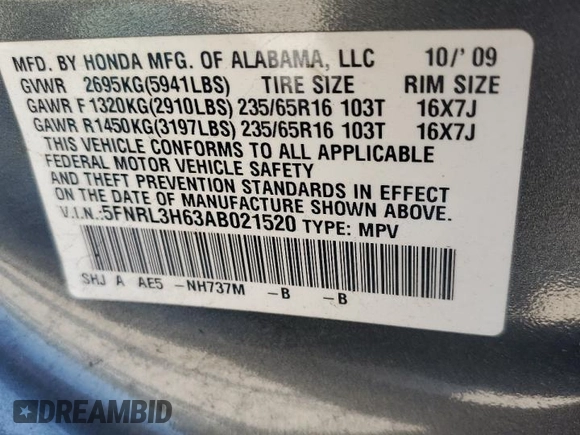 MFD. BY HONDA MFG. OF ALABAMA, LLC 10/'09
GVWR 2695KG(5941LBS) TIRE SIZE RIM SIZE
GAWR F1320KG(2910LBS) 235/65R16 103T 16X7J
GAWR R1450KG(3197LBS) 235/65R16 103T 16X7J
THIS VEHICLE CONFORMS TO ALL APPLICABLE
FEDERAL MOTOR VEHICLE SAFETY
AND THEFT PREVENTION STANDARDS IN EFFECT
ON THE DATE OF MANUFACTURE SHOWN ABOVE.
V.I.N.:5FNRL3H63AB021520 TYPE: MPV
SHJ A AE5 -NH737M -B -B
DREAMBID